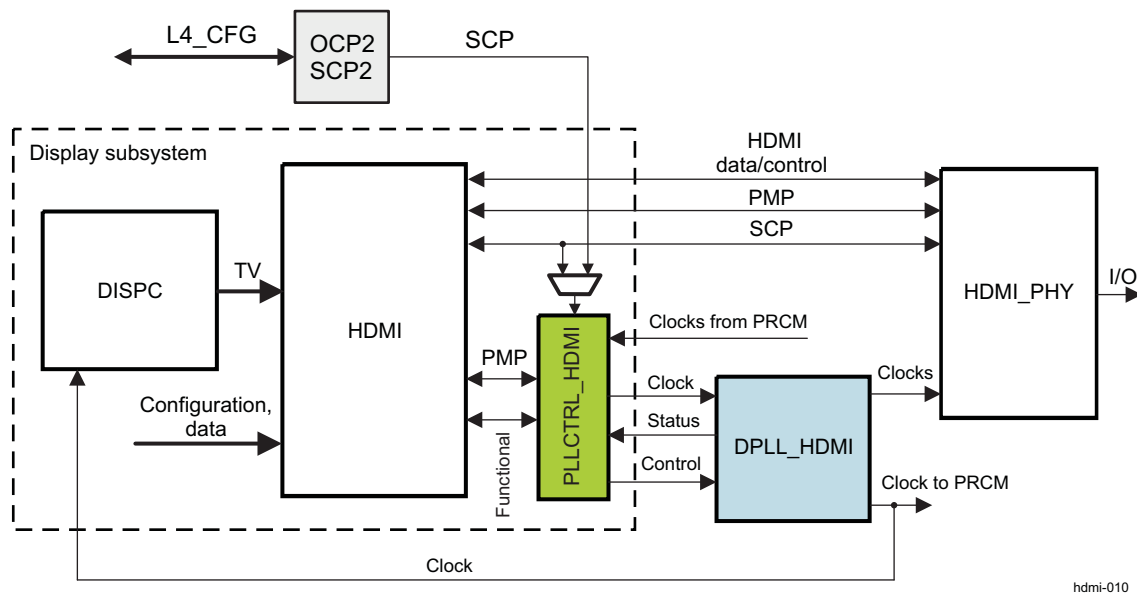 L4_CFG
OCP2
SCP2
SCP
Display subsystem
HDMI
data/control
PMP
SCP
DISPC
TV
HDMI
HDMI_PHY
I/O
PLLCTRL_HDMI
Clocks from PRCM
PMP
Clock
Clocks
Configuration,
data
Functional
Status
DPLL_HDMI
Control
Clock to PRCM
Clock
hdmi-010